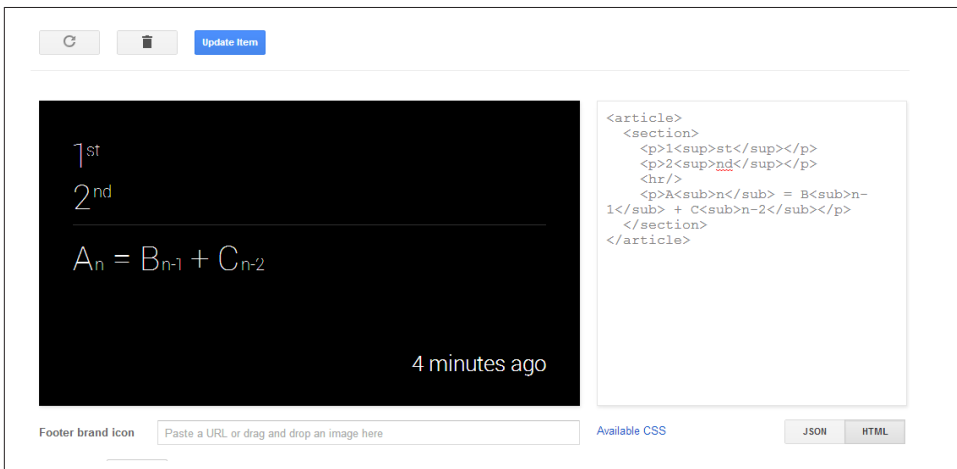 Update Item
1st
2nd
An = Bn-1 + Cn-2
4 minutes ago
<article>
<section>
<p>1<sup>st</sup></p>
<p>2<sup>nd</sup></p>
<hr/>
<p>A<sub>n</sub> = B<sub>n-
1</sub> + C<sub>n-2</sub></p>
</section>
</article>
Footer brand icon
Paste a URL or drag and drop an image here
Available CSS
JSON
HTML